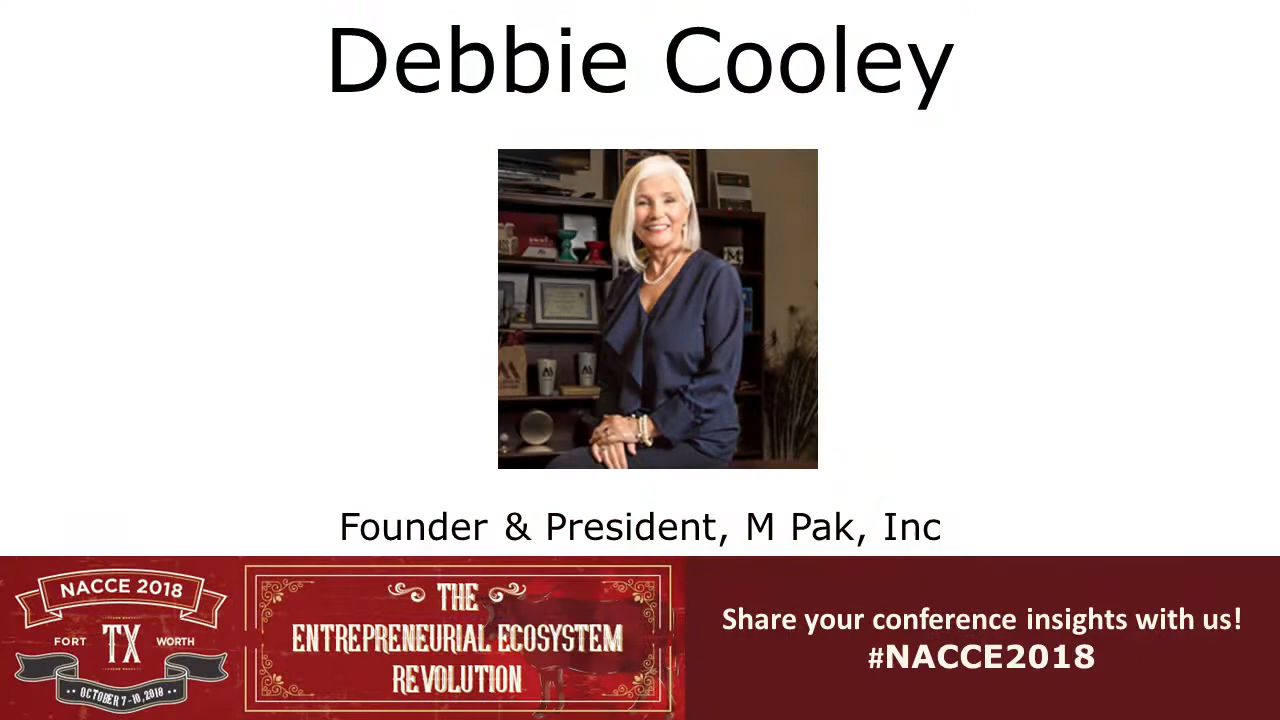 Debbie Cooley
Founder & President, M Pak, Inc
NACCE 2018
FORT TX WORTH
OCTOBER 7-10, 2018
THE
ENTREPRENEURIAL ECOSYSTEM
REVOLUTION
Share your conference insights with us!
#NACCE2018